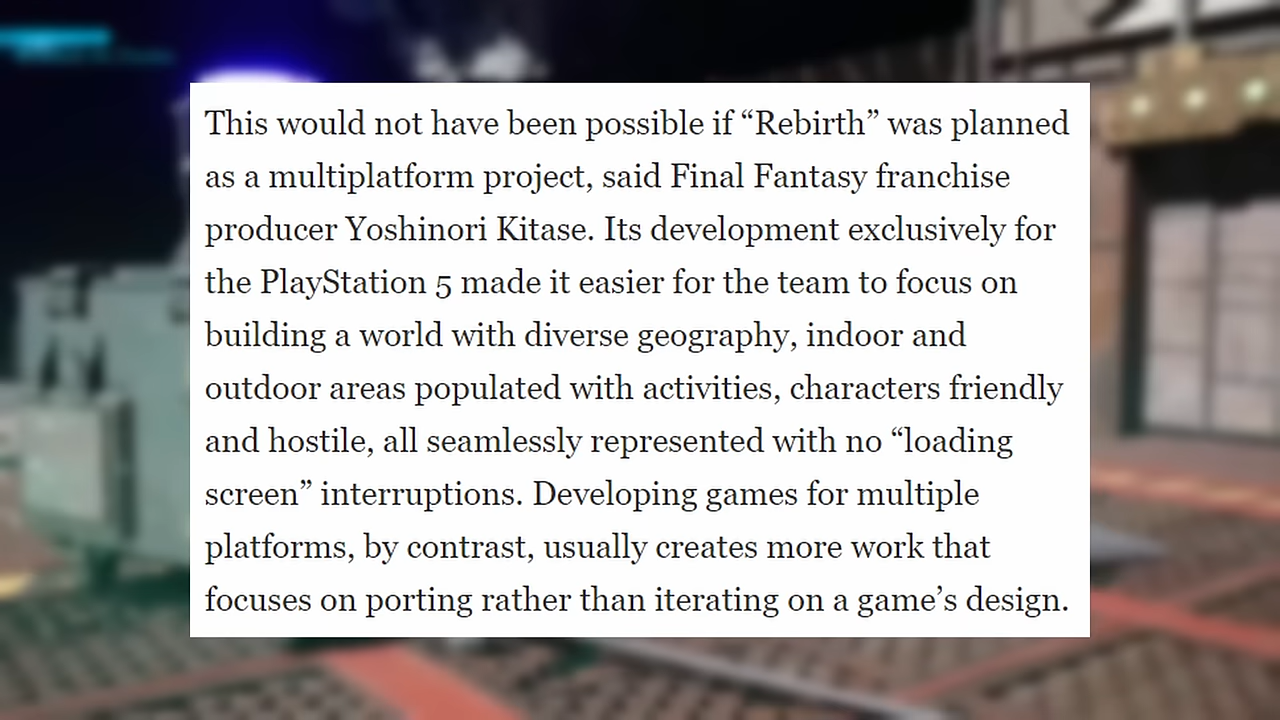 This would not have been possible if “Rebirth” was planned
as a multiplatform project, said Final Fantasy franchise
producer Yoshinori Kitase. Its development exclusively for
the PlayStation 5 made it easier for the team to focus on
building a world with diverse geography, indoor and
outdoor areas populated with activities, characters friendly
and hostile, all seamlessly represented with no “loading
screen” interruptions. Developing games for multiple
platforms, by contrast, usually creates more work that
focuses on porting rather than iterating on a game’s design.